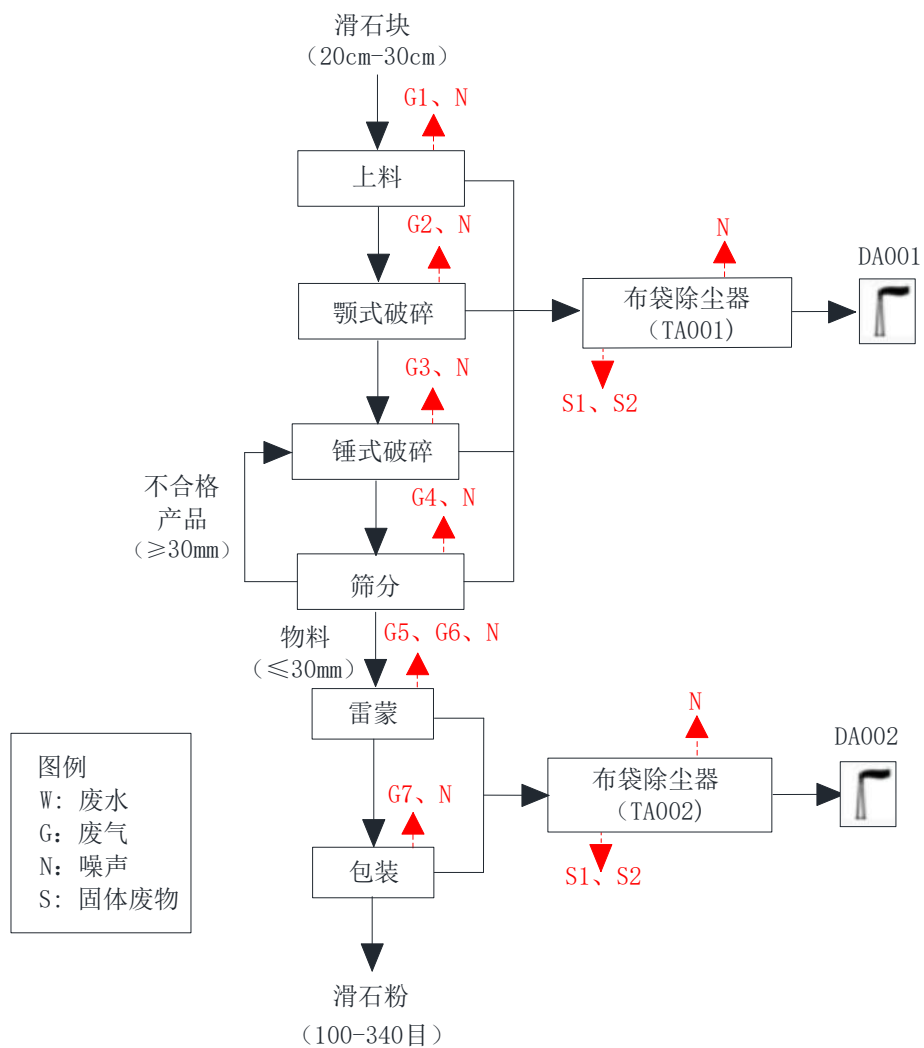 滑石块
(20cm-30cm)
G1、N
上料
G2、N
N
DA001
颚式破碎
布袋除尘器
(TA001)
G3、N
S1、S2
锤式破碎
不合格
产品
(≥30mm)
G4、N
筛分
物料
(≤30mm)
G5、G6、N
雷蒙
N
DA002
图例
W: 废水
G: 废气
N: 噪声
S: 固体废物
布袋除尘器
(TA002)
G7、N
包装
S1、S2
滑石粉
(100-340目)